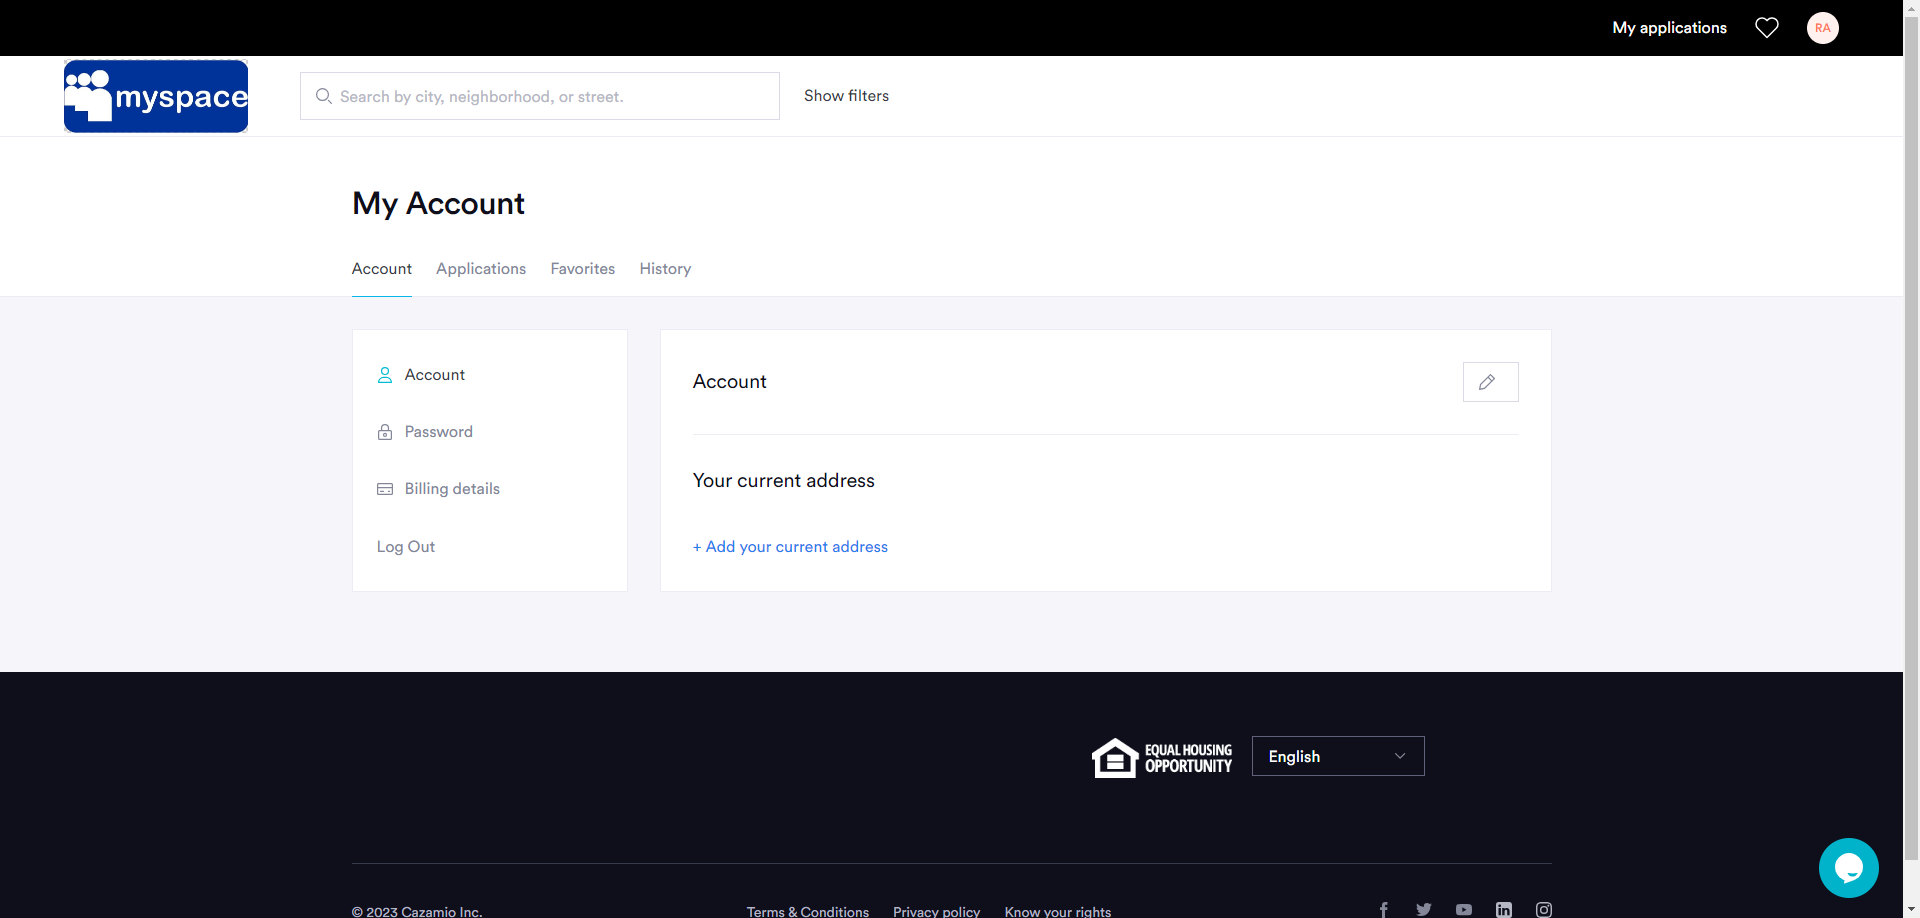 My applications
RA
myspace
Search by city, neighborhood, or street.
Show filters
My Account
Account
Applications
Favorites
History
Account
Password
Billing details
Log Out
Account
Your current address
+ Add your current address
EQUAL HOUSING
OPPORTUNITY
English
© 2023 Cazamio Inc.
Terms & Conditions
Privacy policy
Know your rights